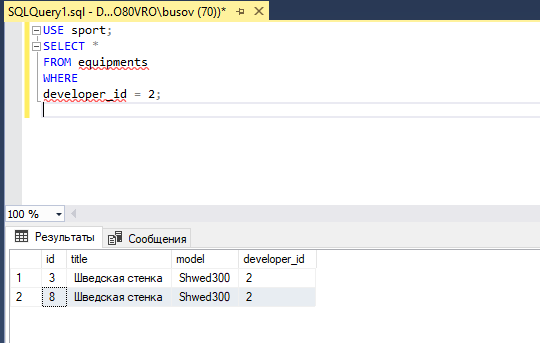 SQLQuery1.sql - D...O80VRO\busov (70))*
USE sport;
SELECT *
FROM equipments
WHERE
developer_id = 2;
100 %
Результаты Сообщения
id title model developer_id
1 3 Шведская стенка Shwed300 2
2 8 Шведская стенка Shwed300 2